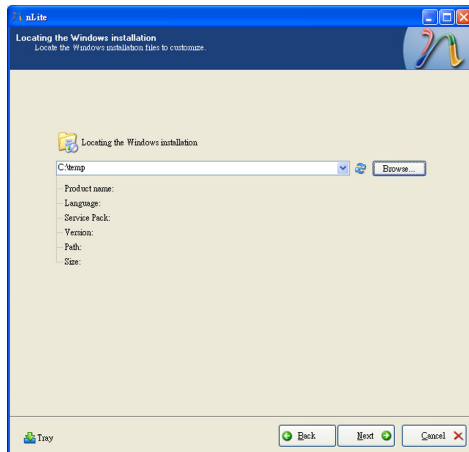 nLite
Locating the Windows installation
Locate the Windows installation files to customize.
Locating the Windows installation
C:\temp
Browse...
Product name:
Language:
Service Pack:
Version:
Path:
Size:
Tray
Back
Next
Cancel